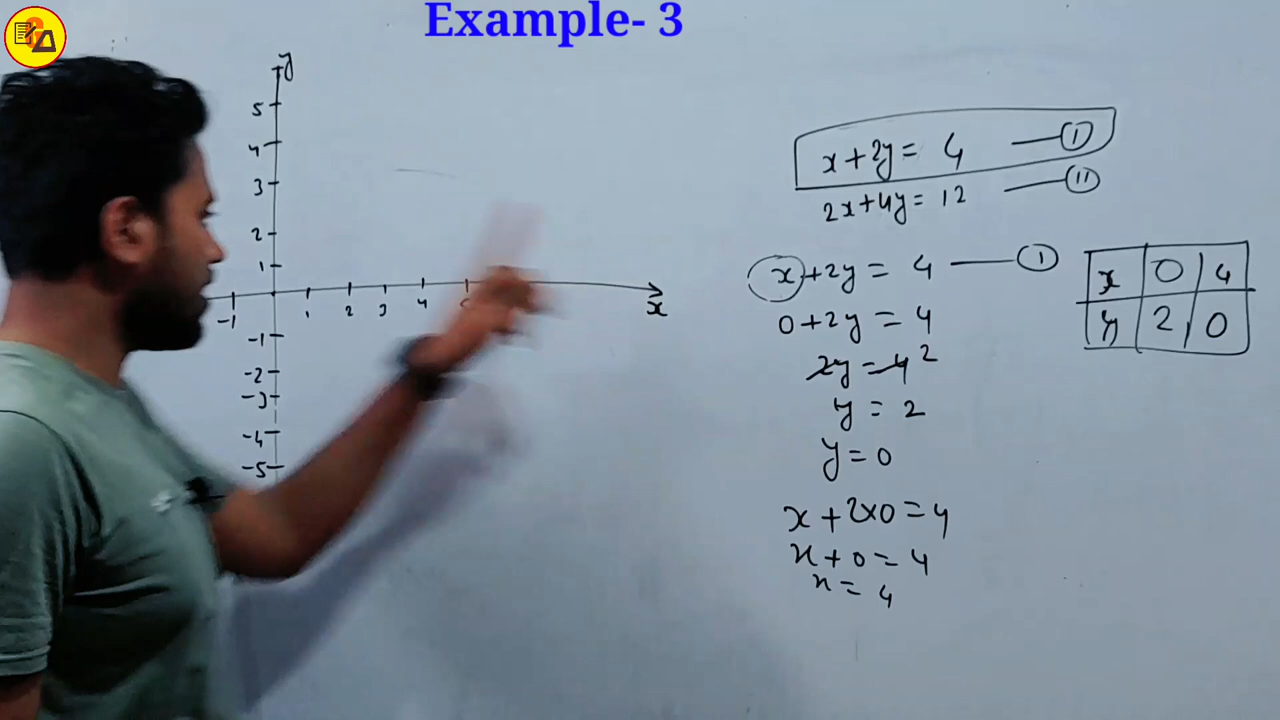 Example- 3
y
5
4
3
2
1
-1 1 2 3 4
x
-1
-2
-3
-4
-5
x+2y = 4 — (I)
2x+4y = 12 — (II)
x+2y = 4 — (I)
0+2y = 4
2y = 4 2
y = 2
y = 0
x + 2x0 = 4
x + 0 = 4
x = 4
x 0 4
y 2 0